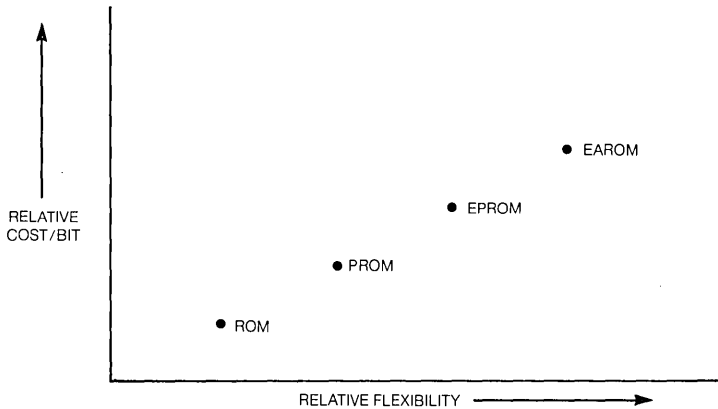 EAROM
EPROM
RELATIVE
COST/BIT
PROM
ROM
RELATIVE FLEXIBILITY